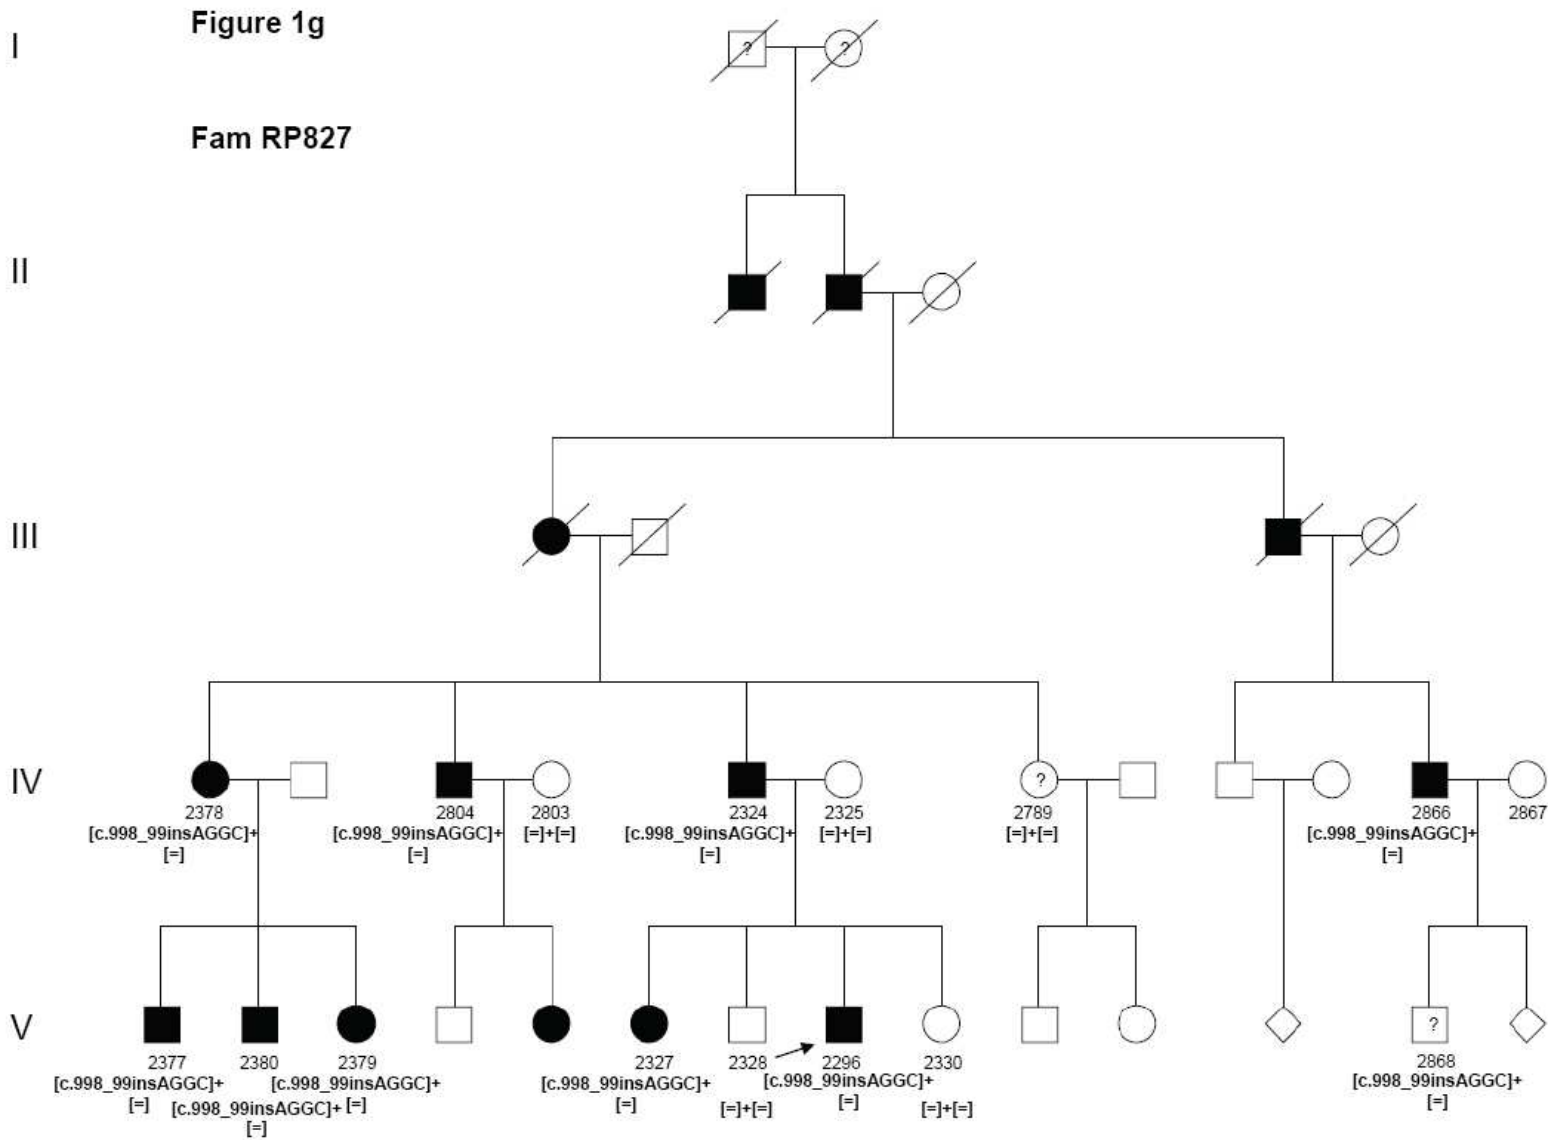 I
Figure 1g
? ?
Fam RP827
II
III
IV
?
2378 2804 2803 2324 2325 2789 2866 2867
[c.998_99insAGGC]+ [c.998_99insAGGC]+ [=]+[=] [c.998_99insAGGC]+ [=]+[=] [=]+[=] [c.998_99insAGGC]+
[=] [=] [=] [=]
V
?
2377 2380 2379 2327 2328 2296 2330 2868
[c.998_99insAGGC]+ [c.998_99insAGGC]+ [c.998_99insAGGC]+ [c.998_99insAGGC]+ [c.998_99insAGGC]+
[=] [c.998_99insAGGC]+ [=] [=] [=]+[=] [=] [=]+[=] [=]
[=]